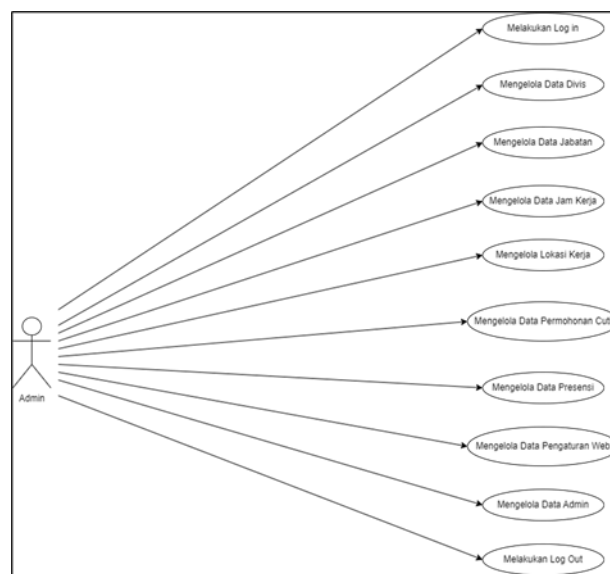 Melakukan Log in
Mengelola Data Divis
Mengelola Data Jabatan
Mengelola Data Jam Kerja
Mengelola Lokasi Kerja
Mengelola Data Permohonan Cut
Mengelola Data Presensi
Mengelola Data Pengaturan Web
Mengelola Data Admin
Melakukan Log Out
Admin